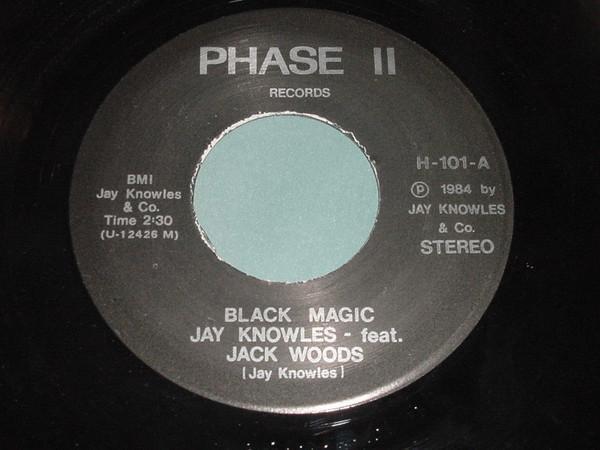 PHASE II
RECORDS
BMI
Jay Knowles
& Co.
Time 2:30
(U-12426 M)
H-101-A
Ⓟ 1984 by
JAY KNOWLES
& Co.
STEREO
BLACK MAGIC
JAY KNOWLES - feat.
JACK WOODS
(Jay Knowles)